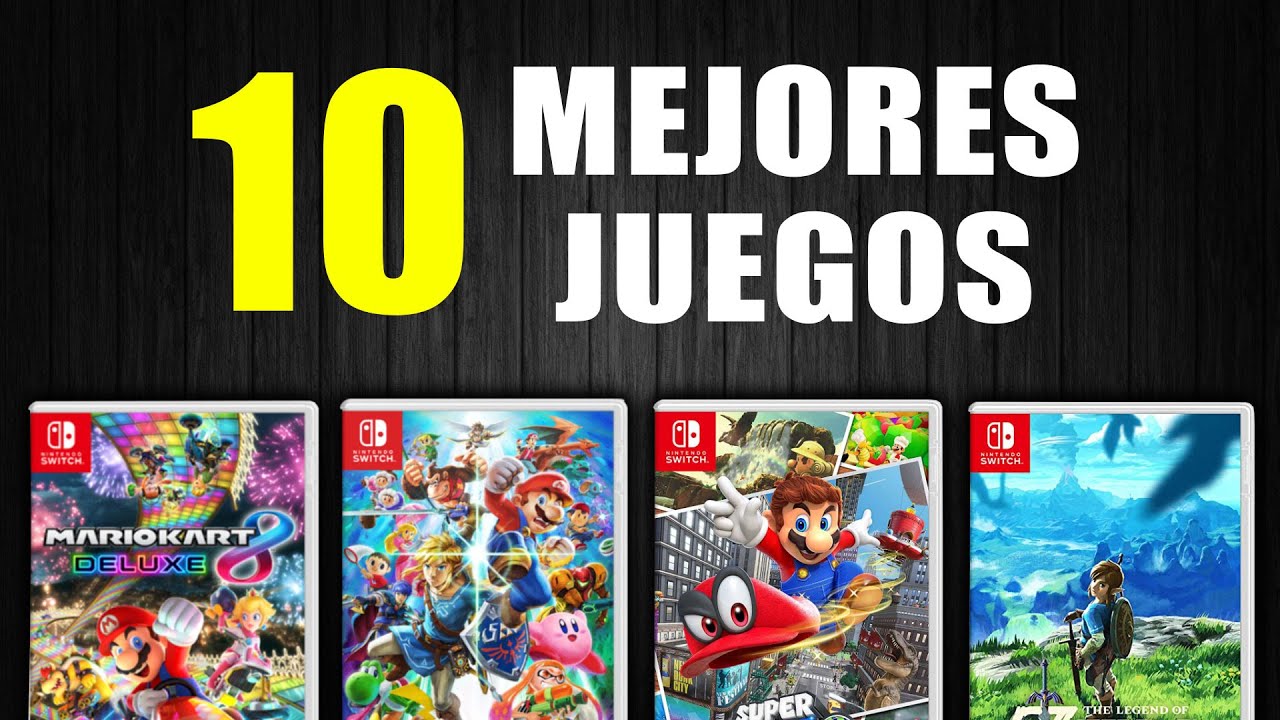 10
MEJORES
JUEGOS
NINTENDO
SWITCH
MARIOKART 8
DELUXE
NINTENDO
SWITCH
NINTENDO
SWITCH
SUPER
NINTENDO
SWITCH
THE LEGEND OF